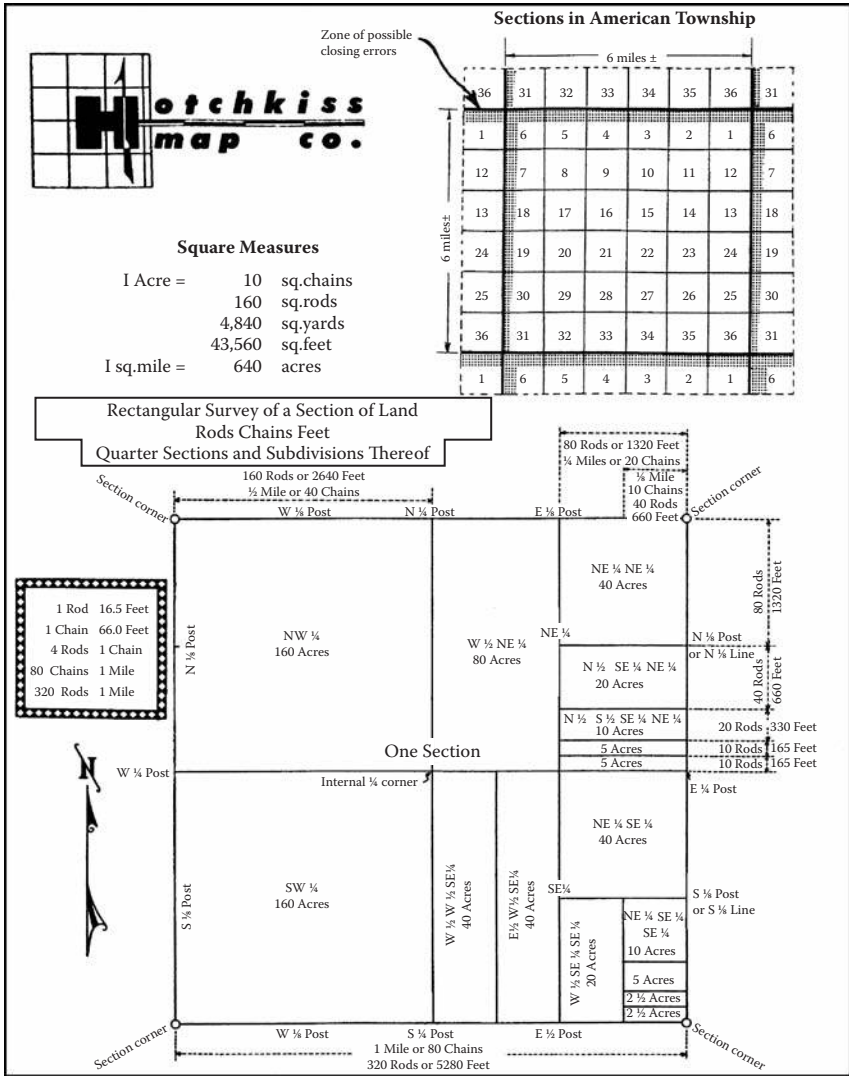 Sections in American Township
Zone of possible
closing errors
6 miles ±
36 31 32 33 34 35 36 31
1 6 5 4 3 2 1 6
12 7 8 9 10 11 12 7
13 18 17 16 15 14 13 18
24 19 20 21 22 23 24 19
25 30 29 28 27 26 25 30
36 31 32 33 34 35 36 31
1 6 5 4 3 2 1 6
6 miles±
H otchkiss
map co.
Square Measures
I Acre = 10 sq.chains
160 sq.rods
4,840 sq.yards
43,560 sq.feet
I sq.mile = 640 acres
Rectangular Survey of a Section of Land
Rods Chains Feet
Quarter Sections and Subdivisions Thereof
160 Rods or 2640 Feet
½ Mile or 40 Chains
80 Rods or 1320 Feet
¼ Miles or 20 Chains
⅛ Mile
10 Chains
40 Rods
660 Feet
Section corner
Section corner
W ⅛ Post N ¼ Post E ⅛ Post
1 Rod 16.5 Feet
1 Chain 66.0 Feet
4 Rods 1 Chain
80 Chains 1 Mile
320 Rods 1 Mile
N ⅛ Post
NW ¼
160 Acres
W ½ NE ¼
80 Acres
NE ¼
NE ¼ NE ¼
40 Acres
80 Rods
1320 Feet
N ⅛ Post
or N ⅛ Line
N ½ SE ¼ NE ¼
20 Acres
40 Rods
660 Feet
N ½ S ½ SE ¼ NE ¼
10 Acres
20 Rods 330 Feet
5 Acres
10 Rods 165 Feet
5 Acres
10 Rods 165 Feet
One Section
W ¼ Post
Internal ¼ corner
E ¼ Post
N
S ⅛ Post
SW ¼
160 Acres
W ½ W ½ SE¼
40 Acres
E½ W½ SE¼
40 Acres
SE¼
NE ¼ SE ¼
40 Acres
S ⅛ Post
or S ⅛ Line
W ½ SE ¼ SE ¼
20 Acres
NE ¼ SE ¼
SE ¼
10 Acres
5 Acres
2 ½ Acres
2 ½ Acres
Section corner
Section corner
W ⅛ Post S ¼ Post E ½ Post
1 Mile or 80 Chains
320 Rods or 5280 Feet